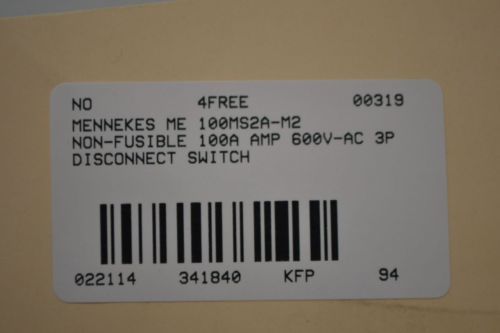 NO 4FREE 00319
MENNEKES ME 100MS2A-M2
NON-FUSIBLE 100A AMP 600V-AC 3P
DISCONNECT SWITCH
022114 341840 KFP 94